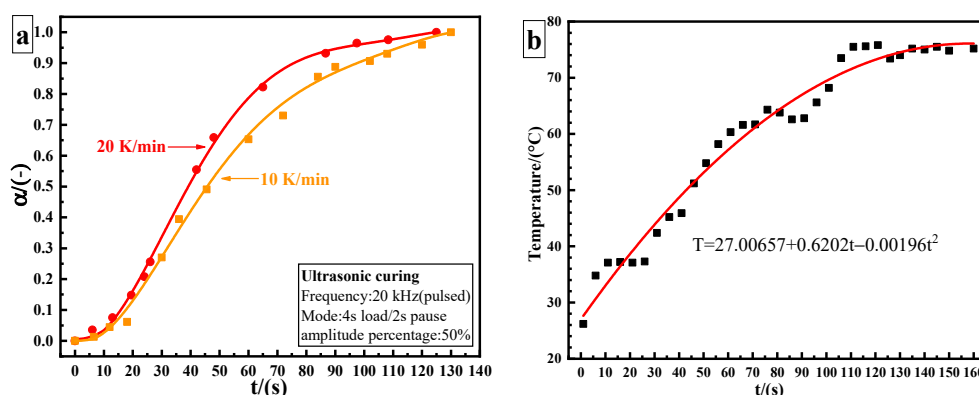 a
α/(-)
1.0
0.9
0.8
0.7
0.6
0.5
0.4
0.3
0.2
0.1
0.0
20 K/min
10 K/min
Ultrasonic curing
Frequency:20 kHz(pulsed)
Mode:4s load/2s pause
amplitude percentage:50%
0 10 20 30 40 50 60 70 80 90 100 110 120 130 140
t/(s)
b
Temperature/(°C)
80
70
60
50
40
30
20
T=27.00657+0.6202t−0.00196t²
0 10 20 30 40 50 60 70 80 90 100 110 120 130 140 150 160
t/(s)